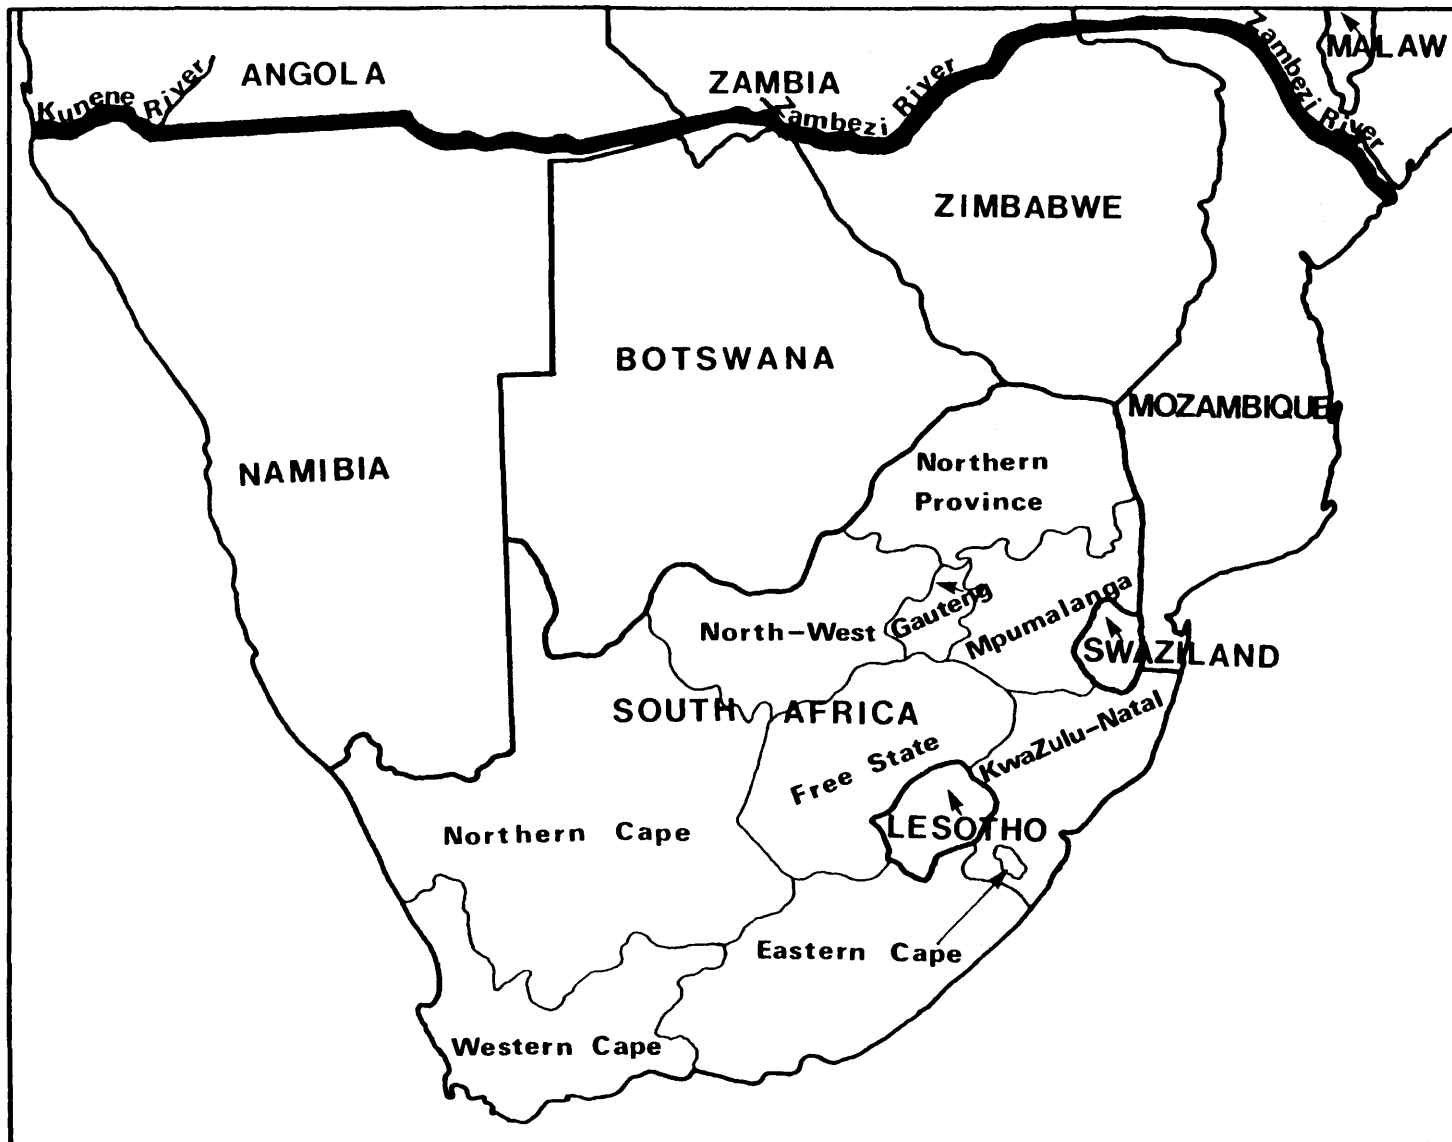 MALAW
ANGOLA
ZAMBIA
Kunene River
Zambezi River
Zambezi River
ZIMBABWE
BOTSWANA
MOZAMBIQUE
NAMIBIA
Northern
Province
Gauteng
Mpumalanga
North-West
SWAZILAND
SOUTH AFRICA
KwaZulu-Natal
Free State
LESOTHO
Northern Cape
Eastern Cape
Western Cape